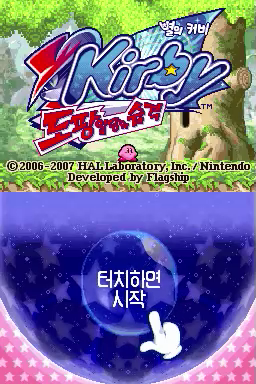 별의 커비
Kirby
도팡 일당의 습격
TM
© 2006-2007 HAL Laboratory, Inc. / Nintendo
Developed by Flagship
터치하면
시작